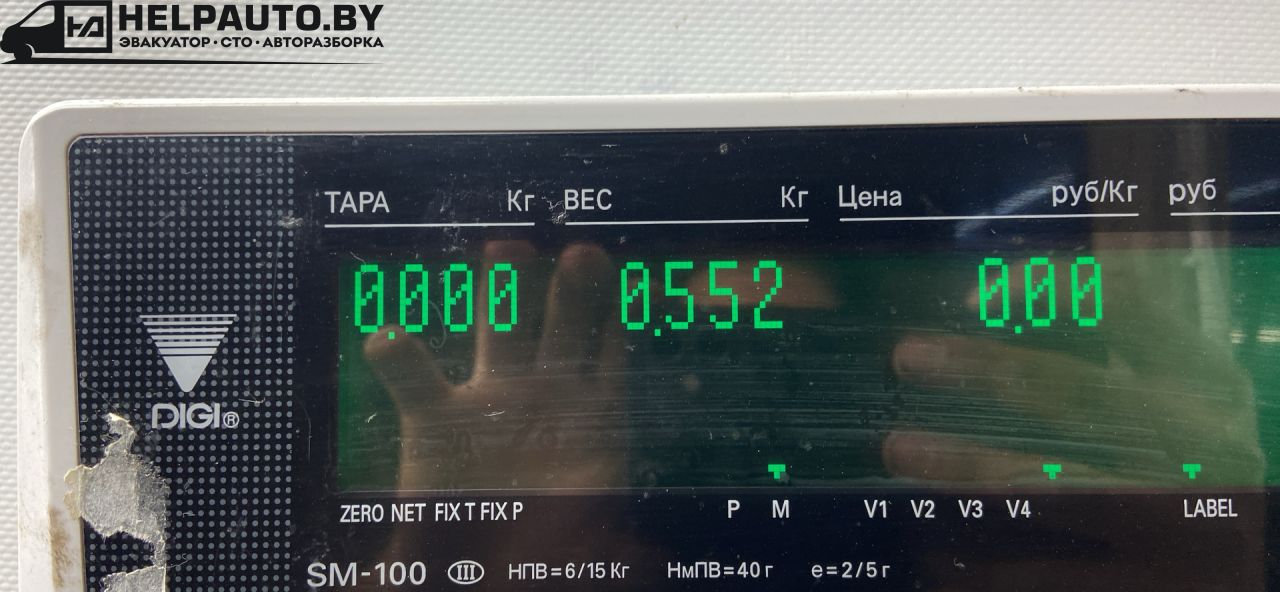 HELPAUTO.BY
ЭВАКУАТОР · СТО · АВТОРАЗБОРКА
ТАРА Кг ВЕС Кг Цена руб/Кг руб
0.000 0.552 0.00
DIGI®
ZERO NET FIX T FIX P P M V1 V2 V3 V4 LABEL
SM-100 III НПВ=6/15 Кг НмПВ=40 г e=2/5 г